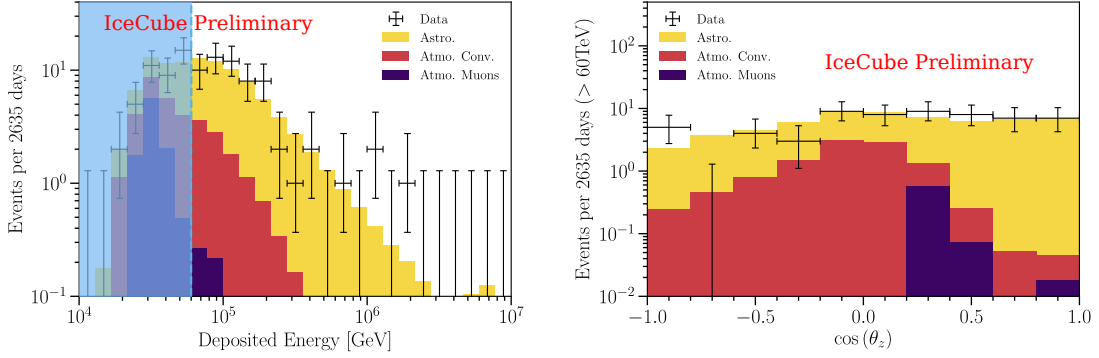 IceCube Preliminary
Data
Astro.
Atmo. Conv.
Atmo. Muons
Events per 2635 days
10^1
10^0
10^{-1}
10^4
10^5
10^6
10^7
Deposited Energy [GeV]
Data
Astro.
Atmo. Conv.
Atmo. Muons
IceCube Preliminary
Events per 2635 days (> 60TeV)
10^2
10^1
10^0
10^{-1}
10^{-2}
−1.0
−0.5
0.0
0.5
1.0
cos (θ_z)